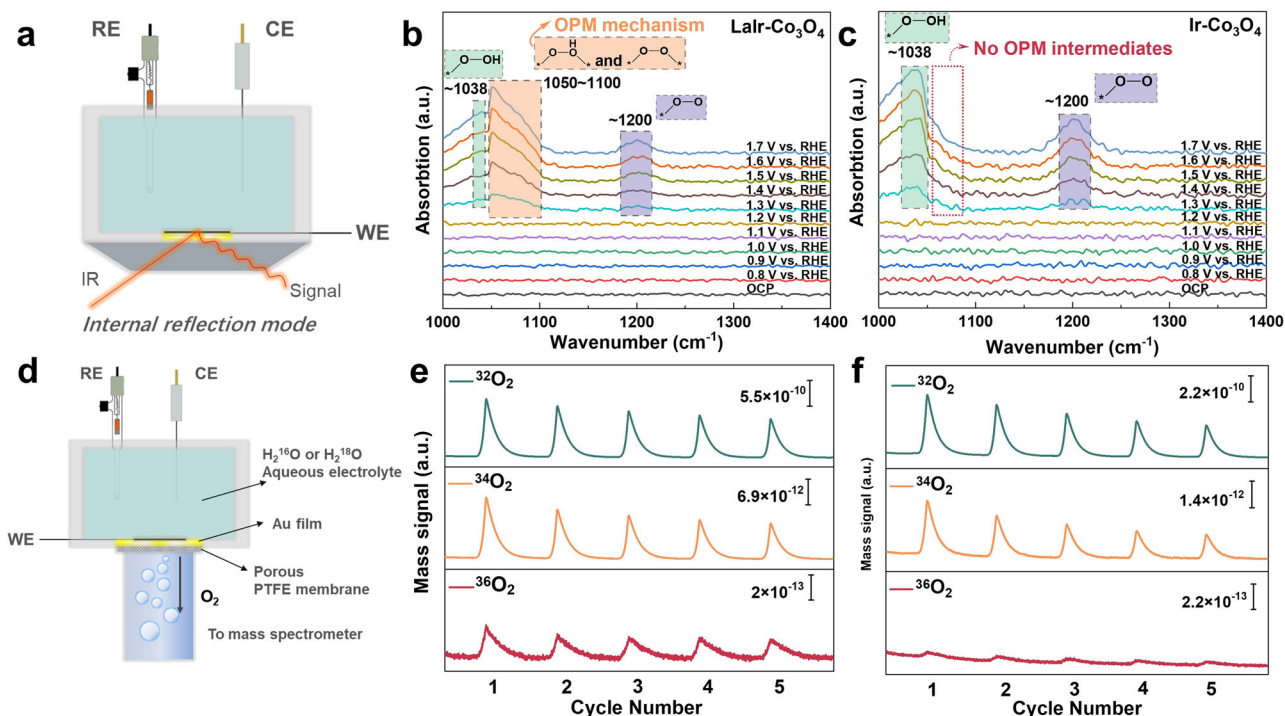 a
RE
CE
WE
IR
Signal
Internal reflection mode
b
OPM mechanism
LaIr-Co₃O₄
O—OH
*
~1038
H
O—O
* *
and
O—O
* *
1050~1100
~1200
O—O
*
1.7 V vs. RHE
1.6 V vs. RHE
1.5 V vs. RHE
1.4 V vs. RHE
1.3 V vs. RHE
1.2 V vs. RHE
1.1 V vs. RHE
1.0 V vs. RHE
0.9 V vs. RHE
0.8 V vs. RHE
OCP
Absorbtion (a.u.)
1000 1100 1200 1300 1400
Wavenumber (cm⁻¹)
c
O—OH
*
~1038
Ir-Co₃O₄
No OPM intermediates
~1200
O—O
*
1.7 V vs. RHE
1.6 V vs. RHE
1.5 V vs. RHE
1.4 V vs. RHE
1.3 V vs. RHE
1.2 V vs. RHE
1.1 V vs. RHE
1.0 V vs. RHE
0.9 V vs. RHE
0.8 V vs. RHE
OCP
Absorbtion (a.u.)
1000 1100 1200 1300 1400
Wavenumber (cm⁻¹)
d
RE
CE
H₂¹⁶O or H₂¹⁸O
Aqueous electrolyte
Au film
WE
Porous
PTFE membrane
O₂
To mass spectrometer
e
³²O₂
5.5×10⁻¹⁰
³⁴O₂
6.9×10⁻¹²
³⁶O₂
2×10⁻¹³
Mass signal (a.u.)
1 2 3 4 5
Cycle Number
f
³²O₂
2.2×10⁻¹⁰
³⁴O₂
1.4×10⁻¹²
³⁶O₂
2.2×10⁻¹³
Mass signal (a.u.)
1 2 3 4 5
Cycle Number